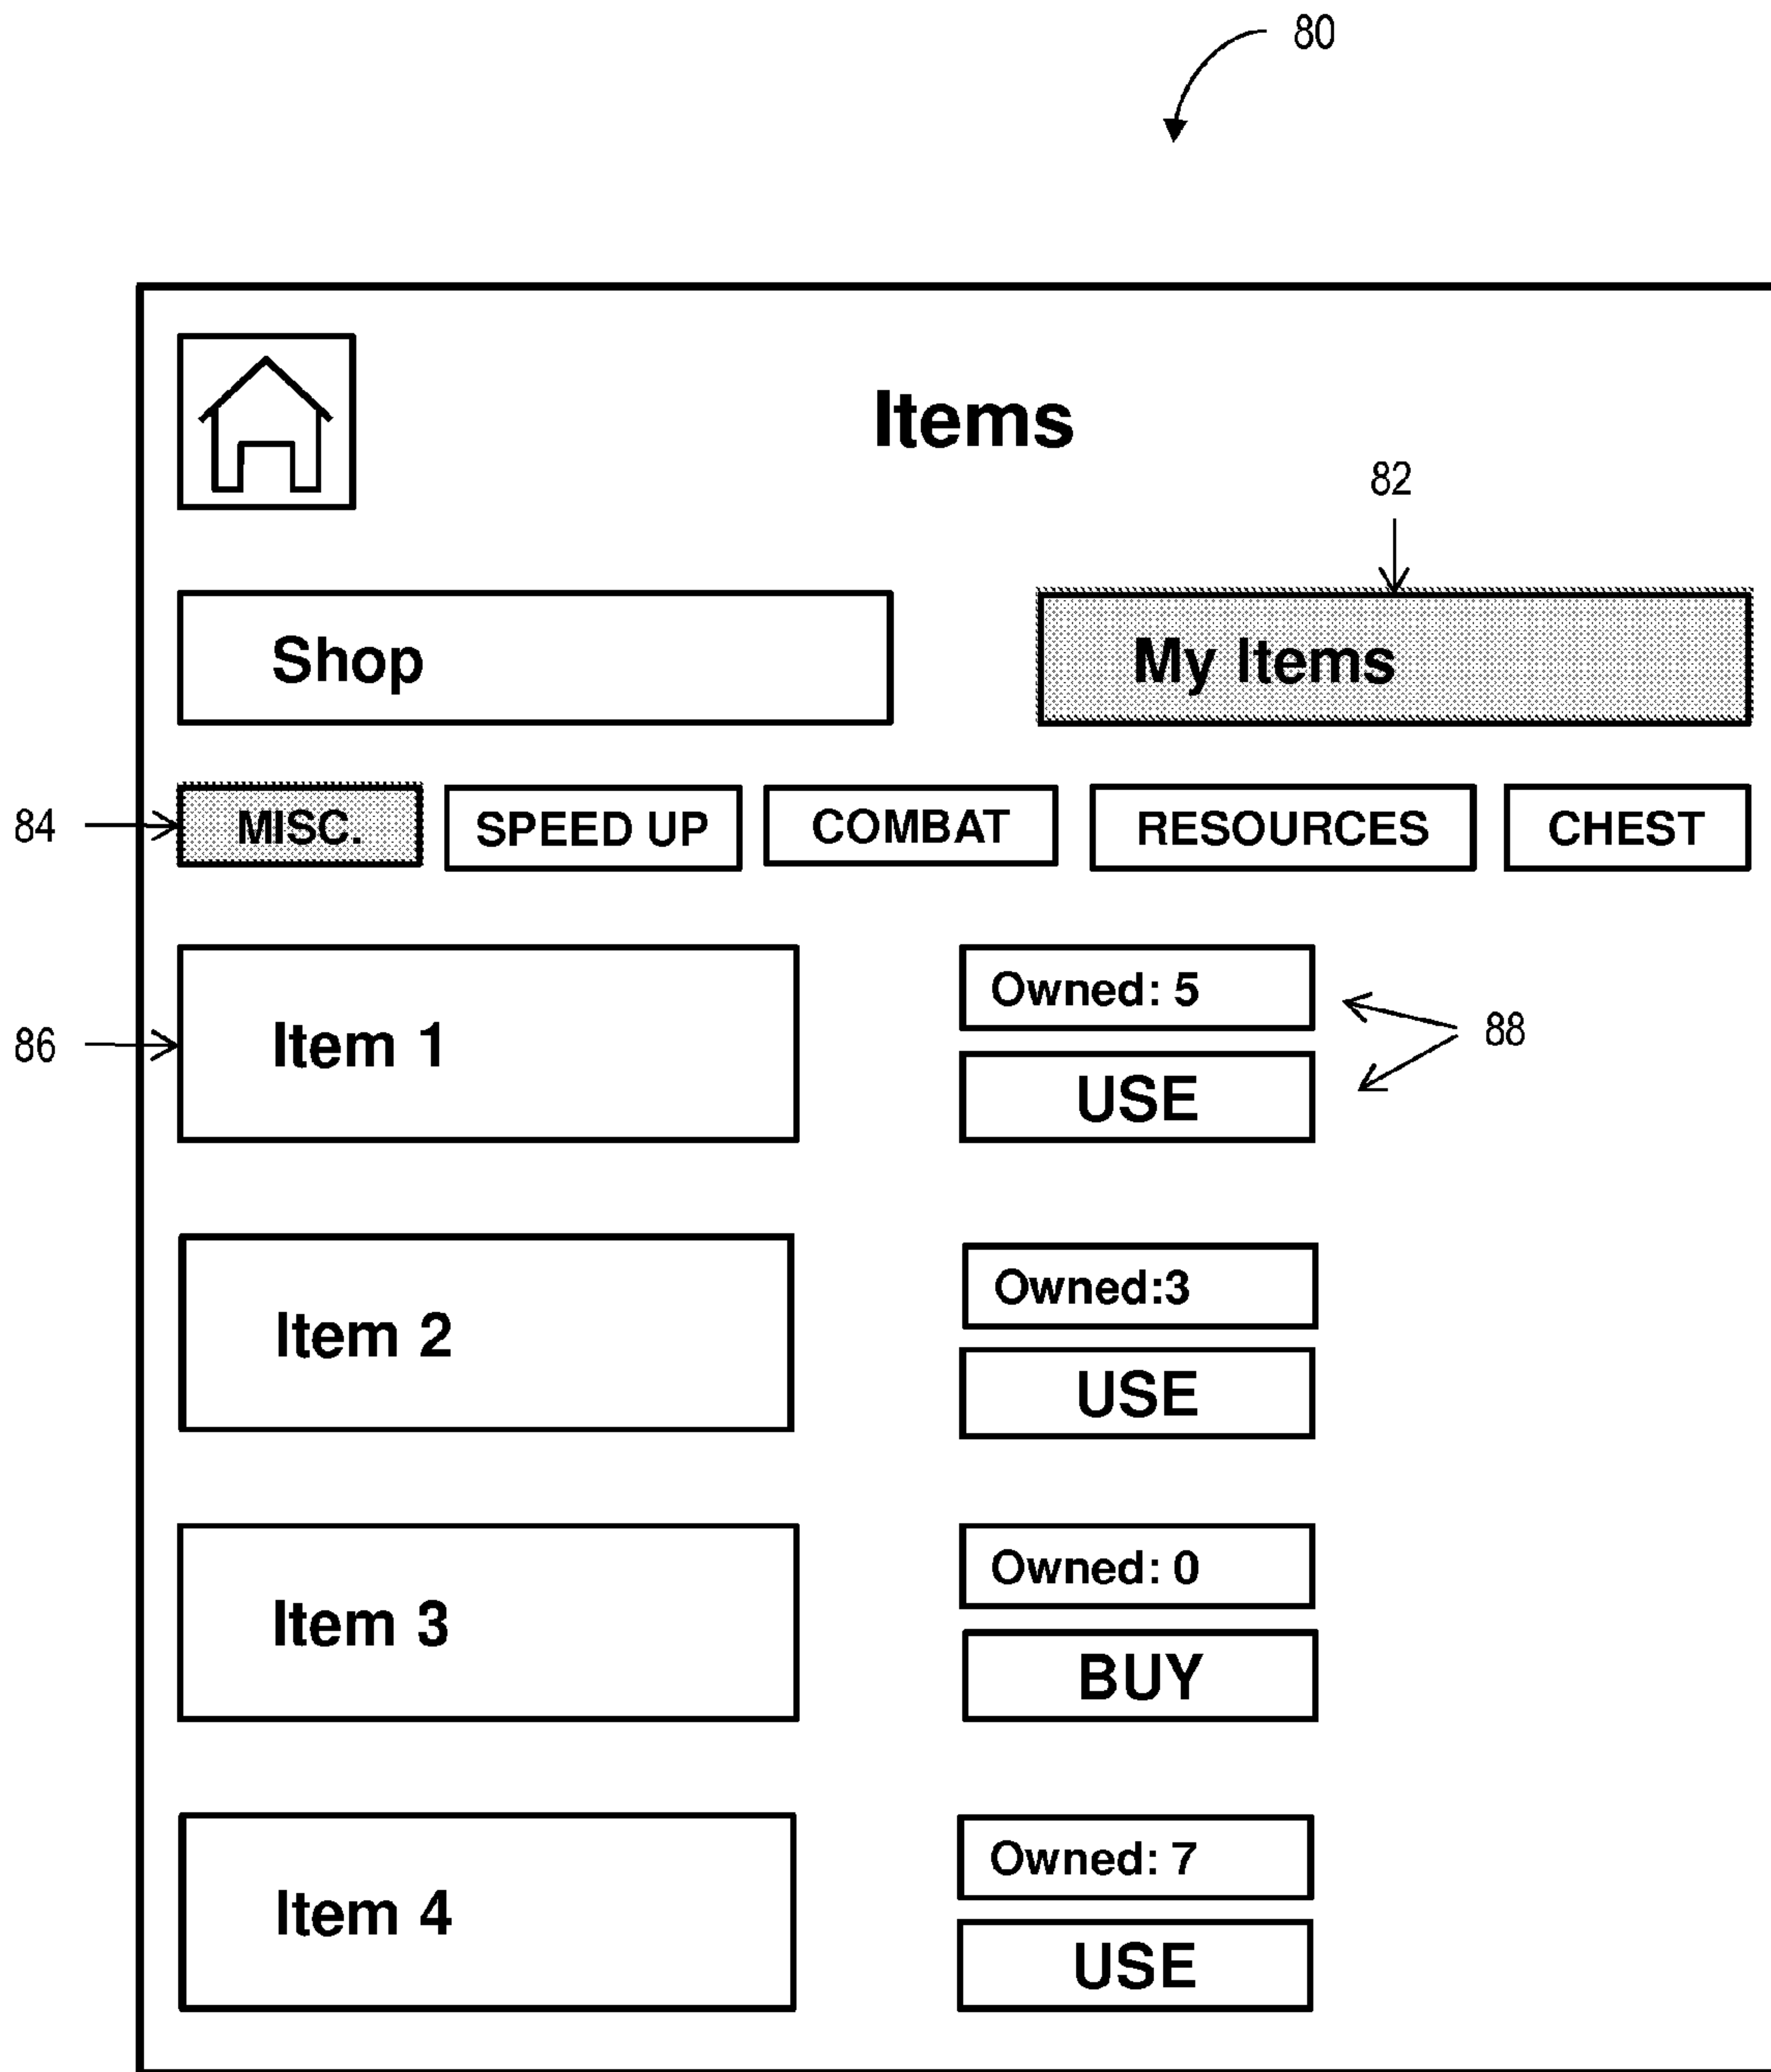 80
Items
82
Shop
My Items
84
MISC.
SPEED UP
COMBAT
RESOURCES
CHEST
86
Item 1
Owned: 5
88
USE
Item 2
Owned:3
USE
Item 3
Owned: 0
BUY
Item 4
Owned: 7
USE